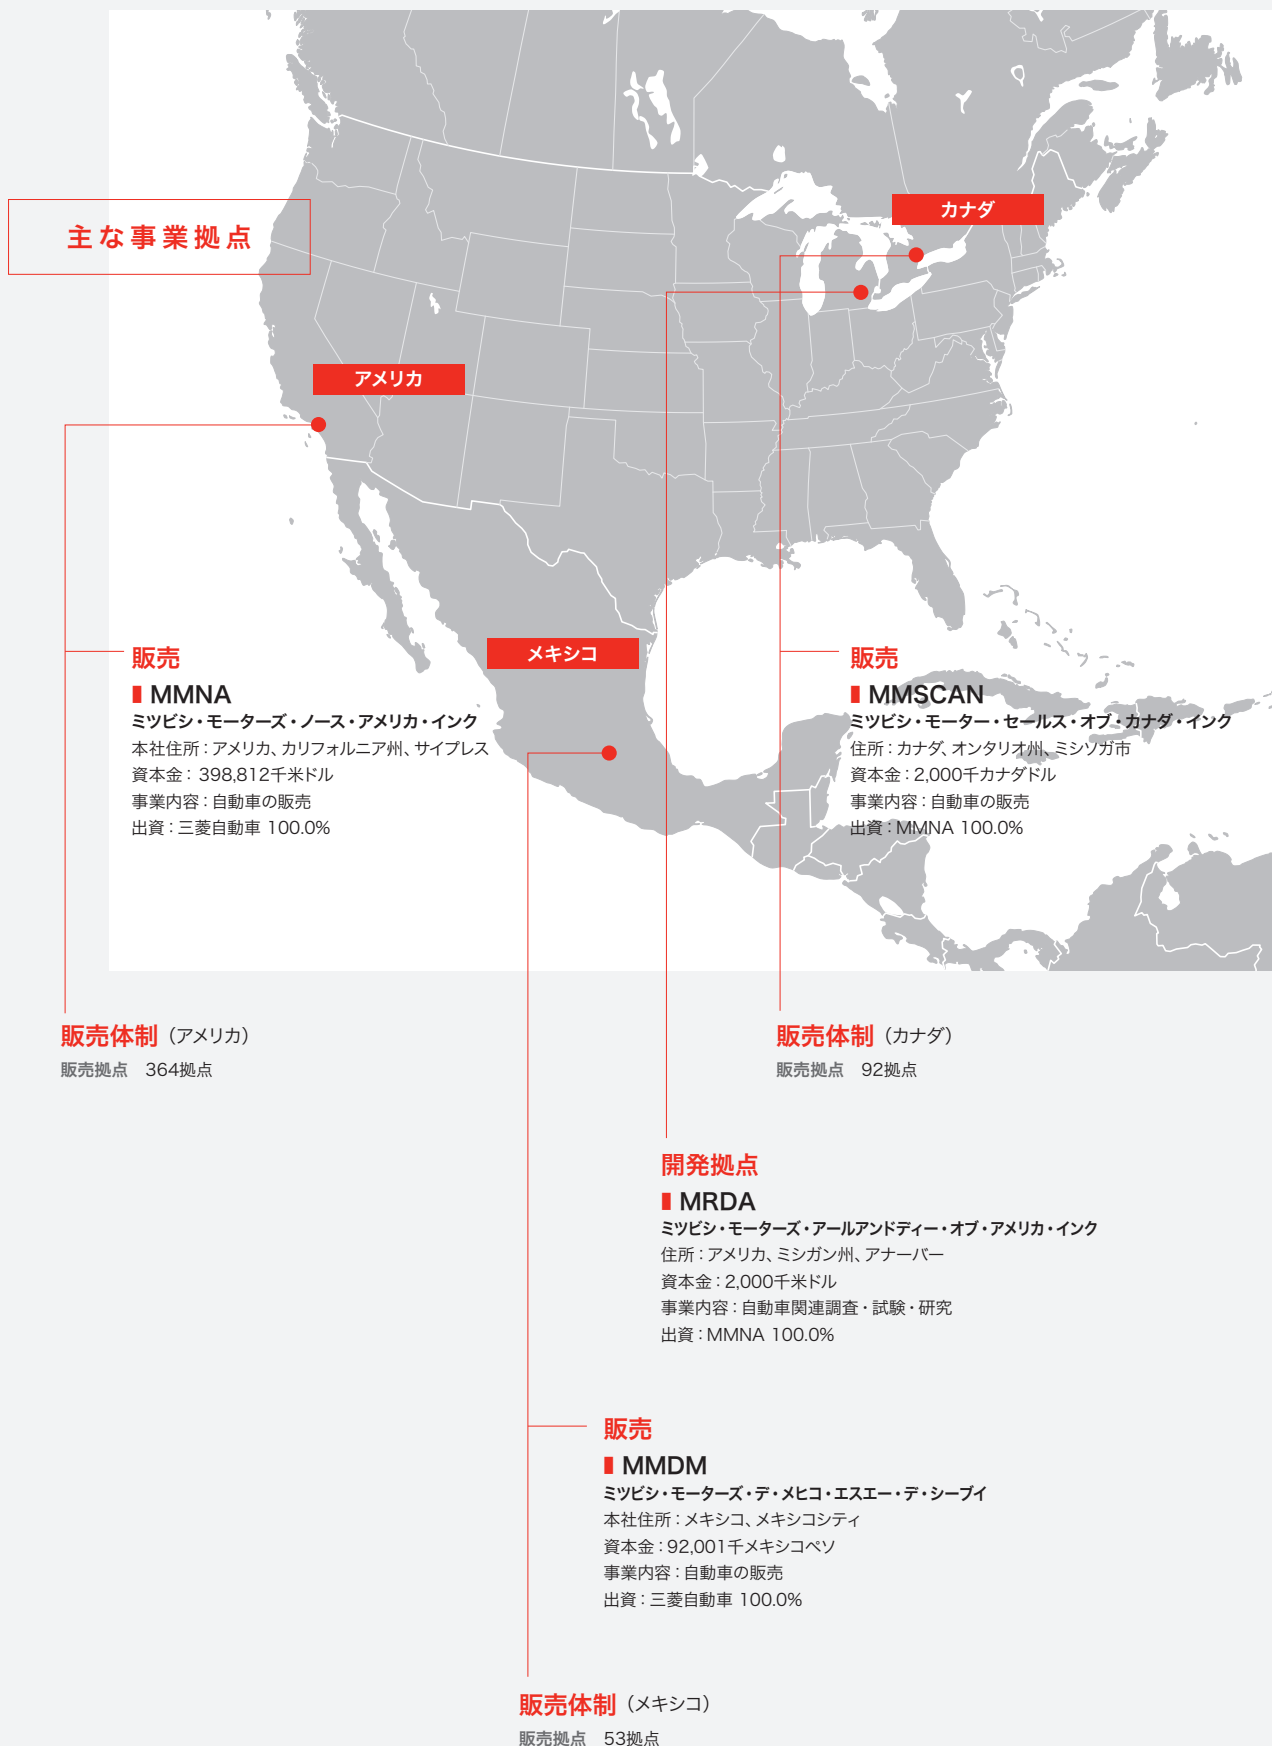 主な事業拠点
カナダ
アメリカ
メキシコ
販売
MMNA
ミツビシ・モーターズ・ノース・アメリカ・インク
本社住所：アメリカ、カリフォルニア州、サイプレス
資本金：398,812千米ドル
事業内容：自動車の販売
出資：三菱自動車 100.0%
販売
MMSCAN
ミツビシ・モーター・セールス・オブ・カナダ・インク
住所：カナダ、オンタリオ州、ミシソガ市
資本金：2,000千カナダドル
事業内容：自動車の販売
出資：MMNA 100.0%
販売体制（アメリカ）
販売拠点　364拠点
販売体制（カナダ）
販売拠点　92拠点
開発拠点
MRDA
ミツビシ・モーターズ・アールアンドディー・オブ・アメリカ・インク
住所：アメリカ、ミシガン州、アナーバー
資本金：2,000千米ドル
事業内容：自動車関連調査・試験・研究
出資：MMNA 100.0%
販売
MMDM
ミツビシ・モーターズ・デ・メヒコ・エスエー・デ・シーブイ
本社住所：メキシコ、メキシコシティ
資本金：92,001千メキシコペソ
事業内容：自動車の販売
出資：三菱自動車 100.0%
販売体制（メキシコ）
販売拠点　53拠点